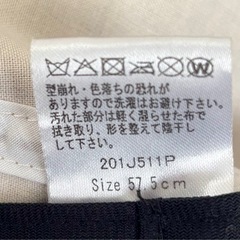 型崩れ・色落ちの恐れが
ありますので洗濯はお避け下さい
汚れた部分は軽く湿らせた布で
拭き取り、形を整えて陰干し
して下さい
201J511P
Size 57.5cm